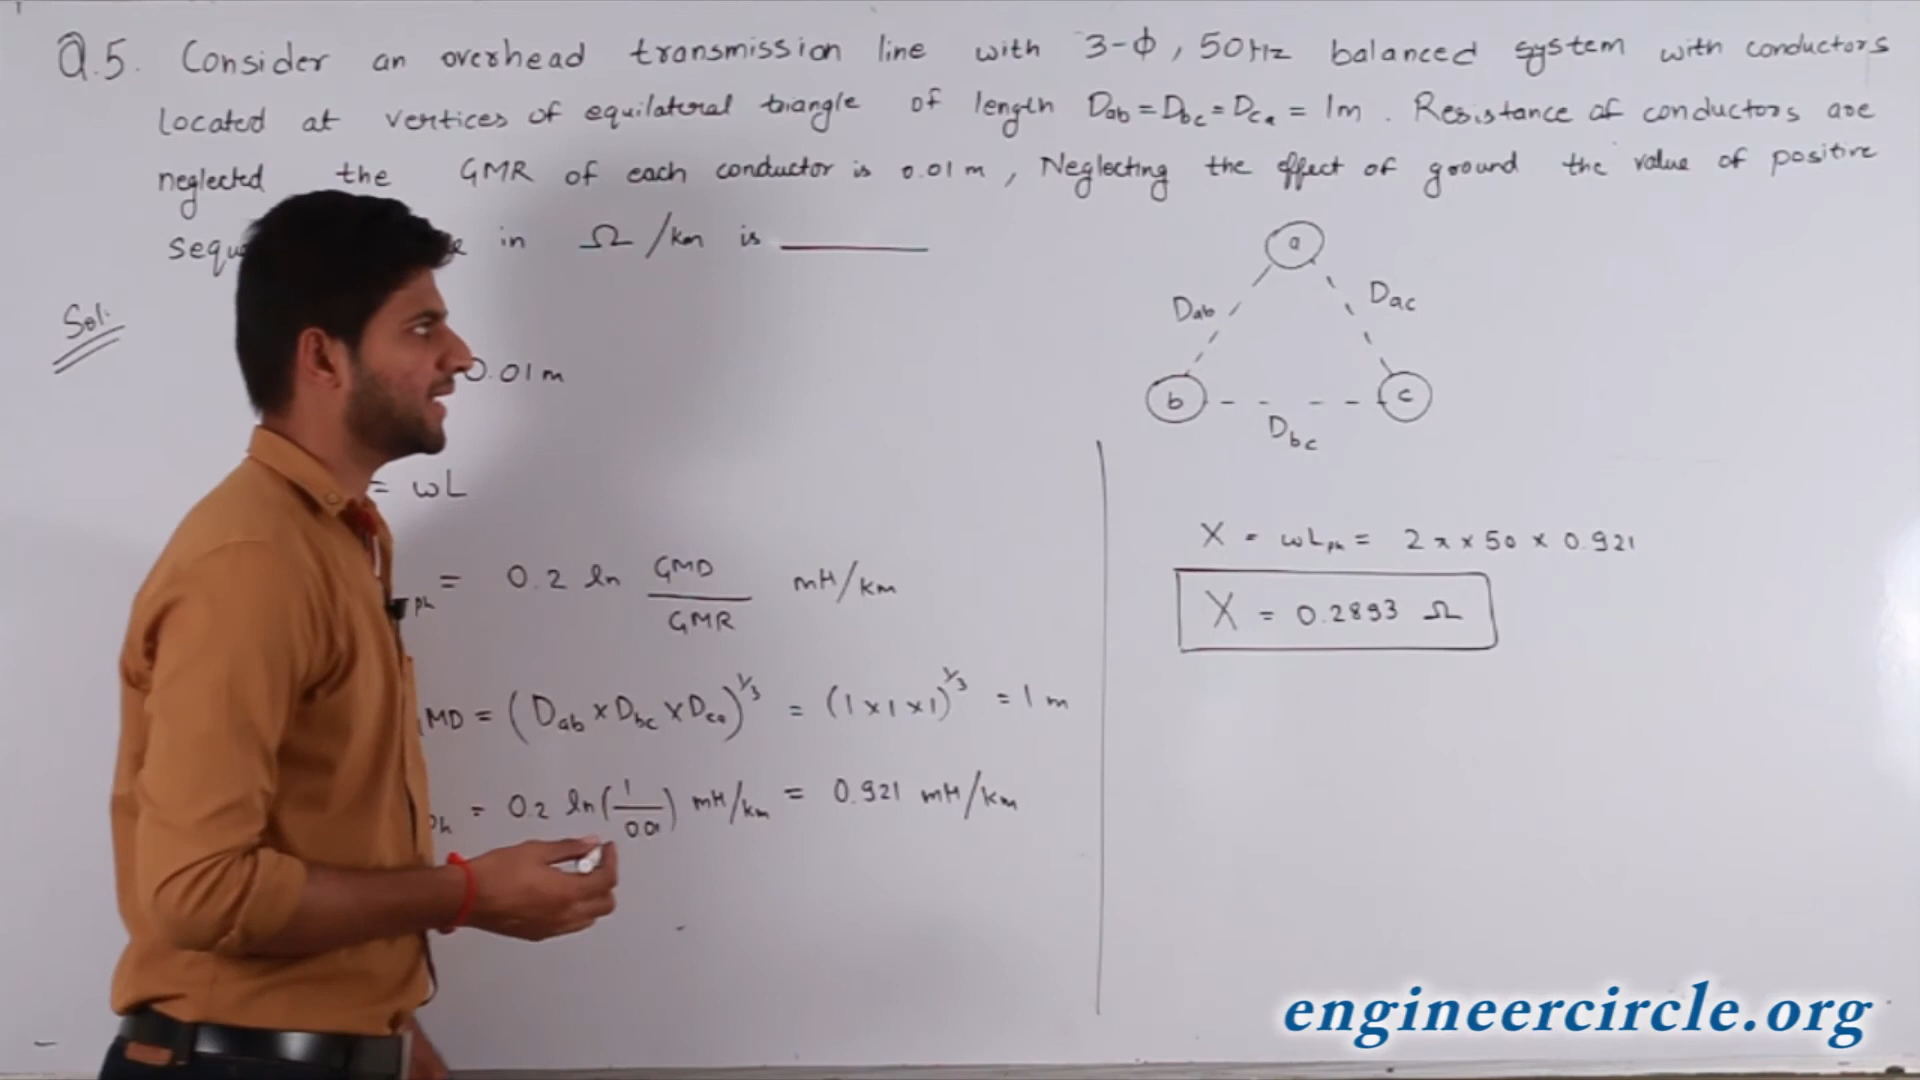 Q.5. Consider an overhead transmission line with 3-ϕ, 50Hz balanced system with conductors
located at vertices of equilateral triangle of length Dab = Dbc = Dca = 1m. Resistance of conductors are
neglected the GMR of each conductor is 0.01 m, Neglecting the effect of ground the value of positive
in Ω/km is ______
Sol.
a
Dab
Dac
b
c
Dbc
0.01 m
= ωL
ph = 0.2 ln GMD/GMR mH/km
MD = (Dab × Dbc × Dca)^1/3 = (1×1×1)^1/3 = 1 m
ph = 0.2 ln(1/0.01) mH/km = 0.921 mH/km
X = ωLph = 2π × 50 × 0.921
X = 0.2893 Ω
engineercircle.org